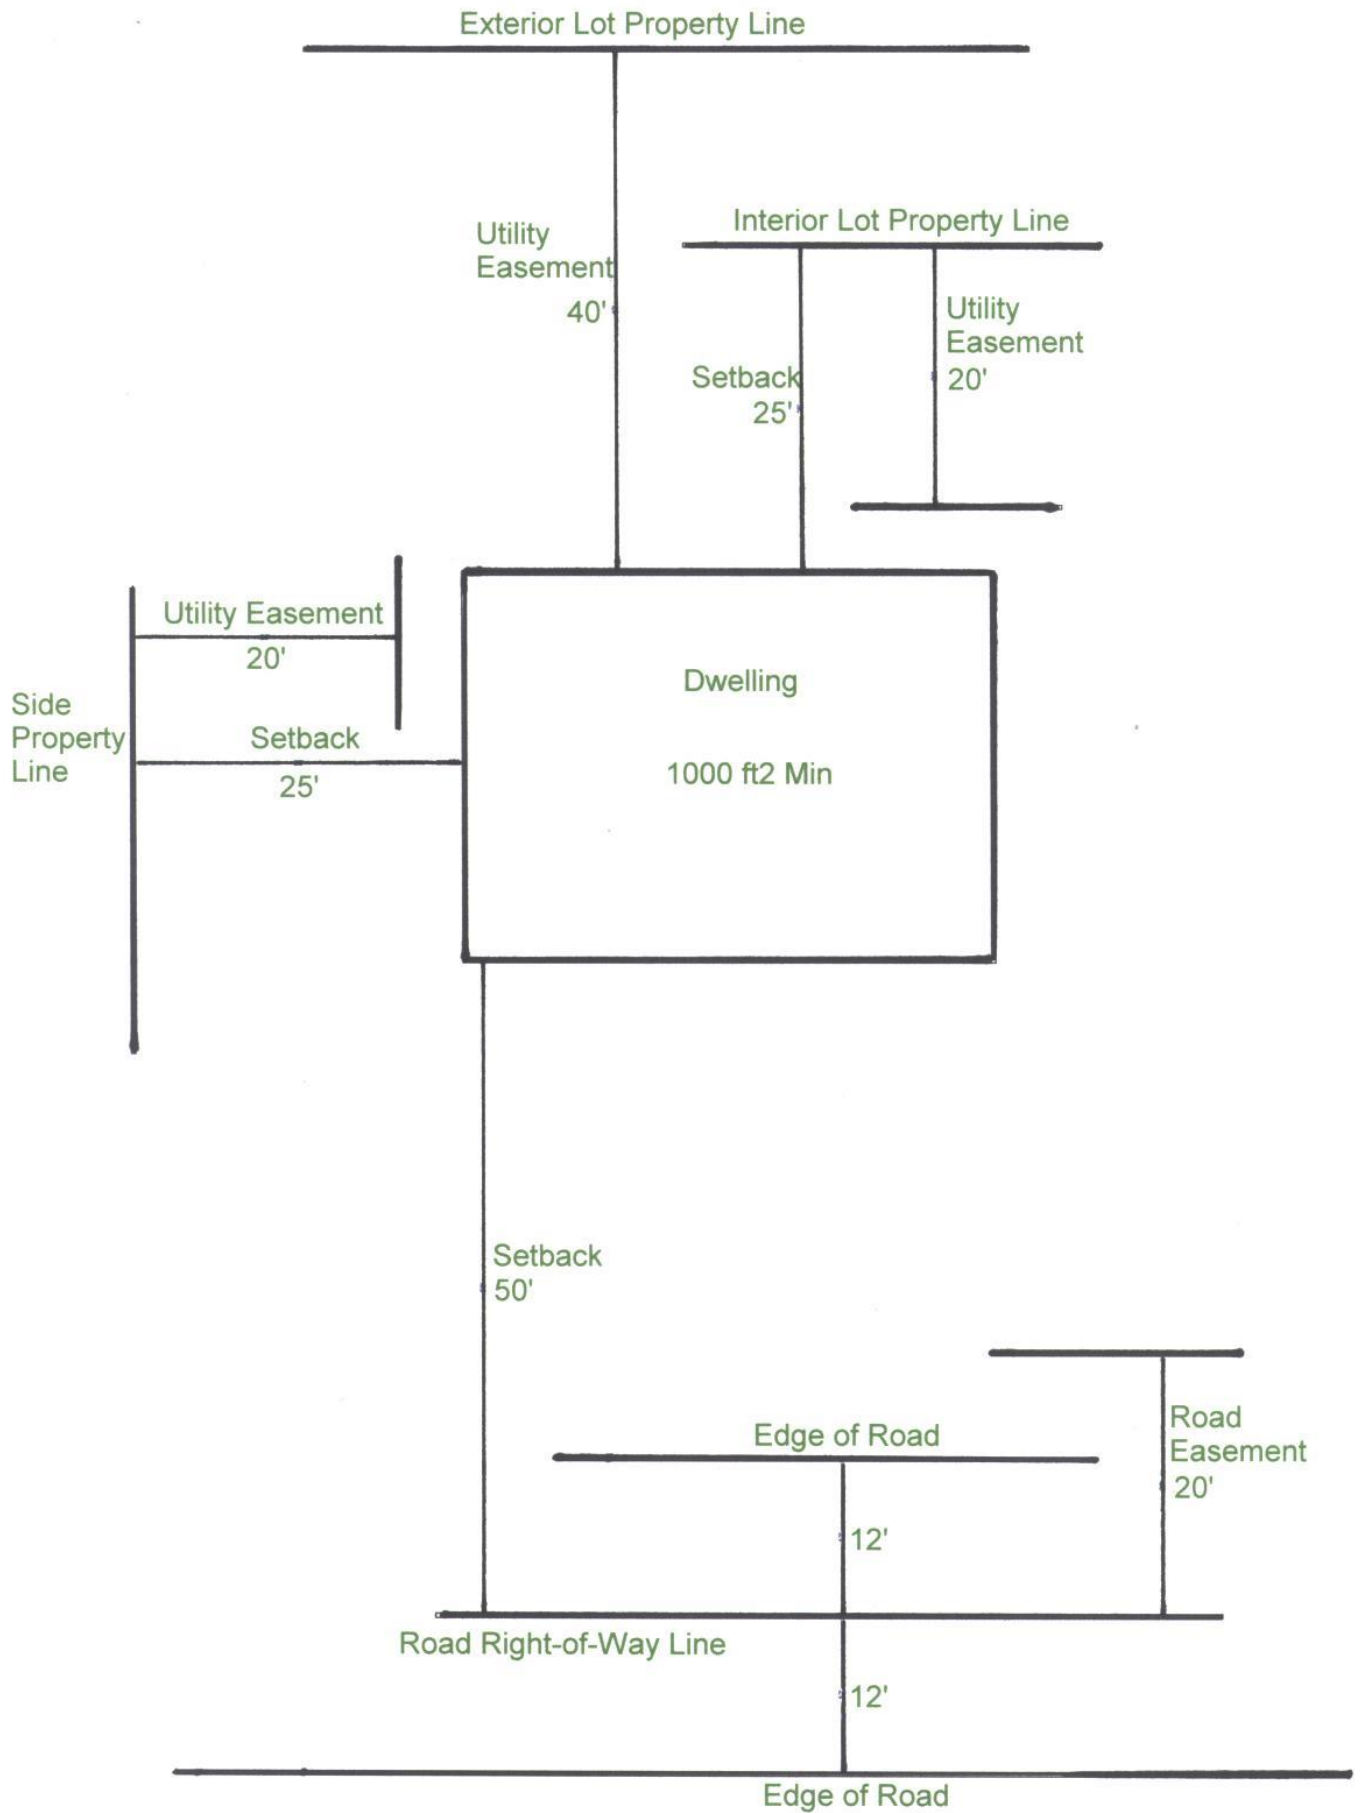 Exterior Lot Property Line
Interior Lot Property Line
Utility
Easement
40'
Utility
Easement
20'
Setback
25'
Utility Easement
20'
Side
Property
Line
Setback
25'
Dwelling
1000 ft2 Min
Setback
50'
Edge of Road
Road
Easement
20'
12'
Road Right-of-Way Line
12'
Edge of Road